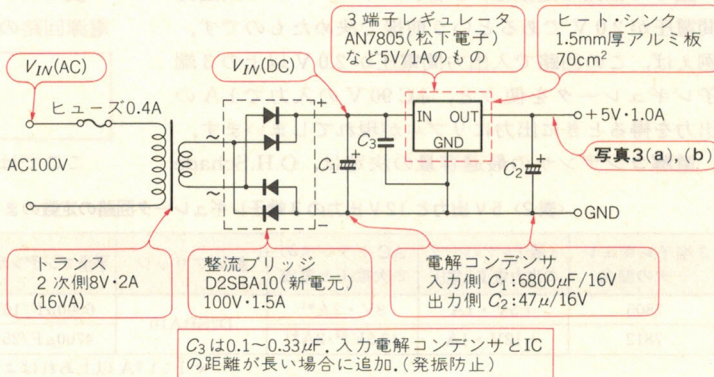 3端子レギュレータ
AN7805(松下電子)
など5V/1Aのもの
ヒート・シンク
1.5mm厚アルミ板
70cm²
V_IN(AC)
V_IN(DC)
ヒューズ0.4A
AC100V
~
~
+
-
C₁
+
C₃
IN OUT
GND
C₂
+
+5V・1.0A
写真3(a),(b)
GND
トランス
2次側8V・2A
(16VA)
整流ブリッジ
D2SBA10(新電元)
100V・1.5A
電解コンデンサ
入力側C₁:6800μF/16V
出力側C₂:47μ/16V
C₃は0.1~0.33μF.入力電解コンデンサとIC
の距離が長い場合に追加.(発振防止)